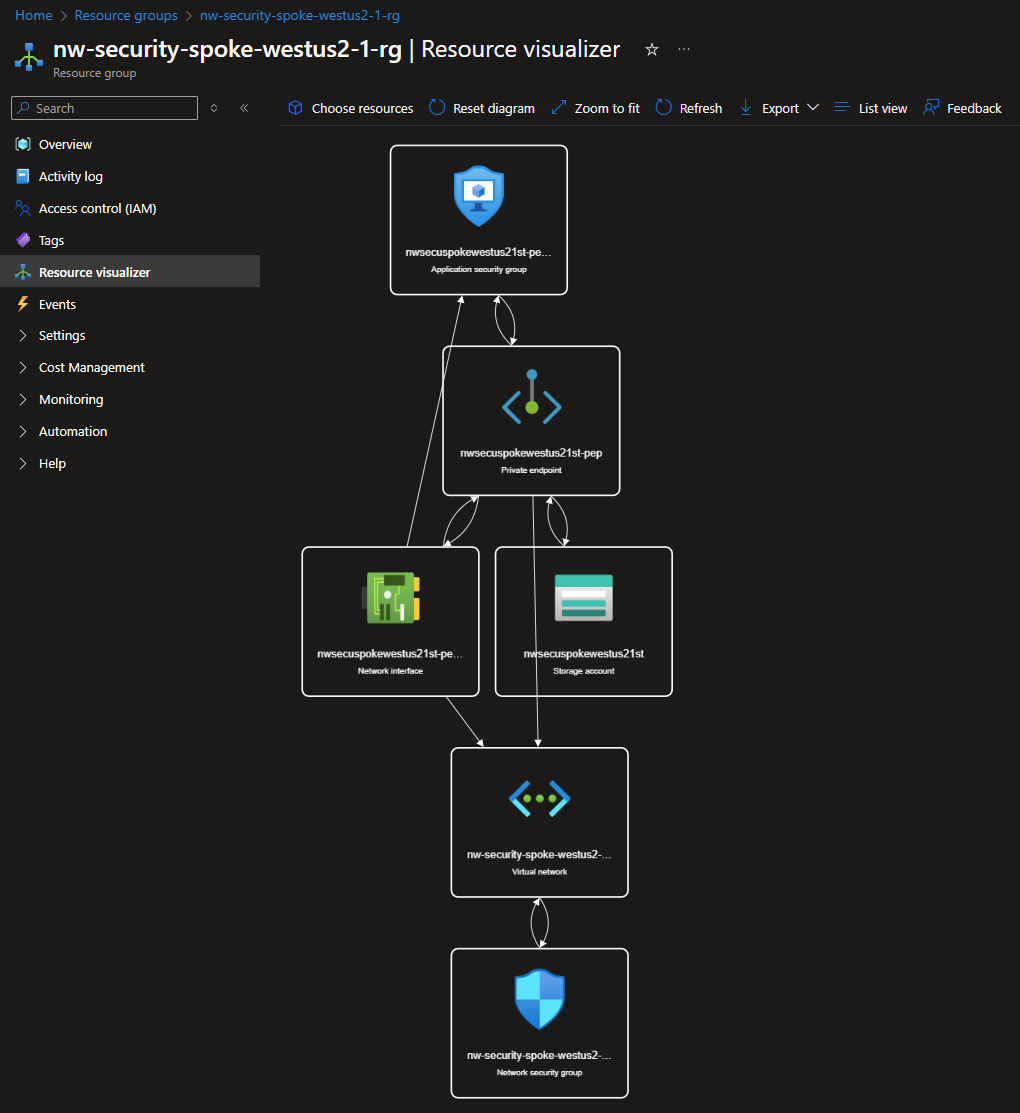 Home > Resource groups > nw-security-spoke-westus2-1-rg
nw-security-spoke-westus2-1-rg | Resource visualizer
Resource group
Search
Choose resources
Reset diagram
Zoom to fit
Refresh
Export
List view
Feedback
Overview
Activity log
Access control (IAM)
Tags
Resource visualizer
Events
Settings
Cost Management
Monitoring
Automation
Help
nwsecuspokewestus21st-pe...
Application security group
nwsecuspokewestus21st-pep
Private endpoint
nwsecuspokewestus21st-pe...
Network interface
nwsecuspokewestus21st
Storage account
nw-security-spoke-westus2-...
Virtual network
nw-security-spoke-westus2-...
Network security group